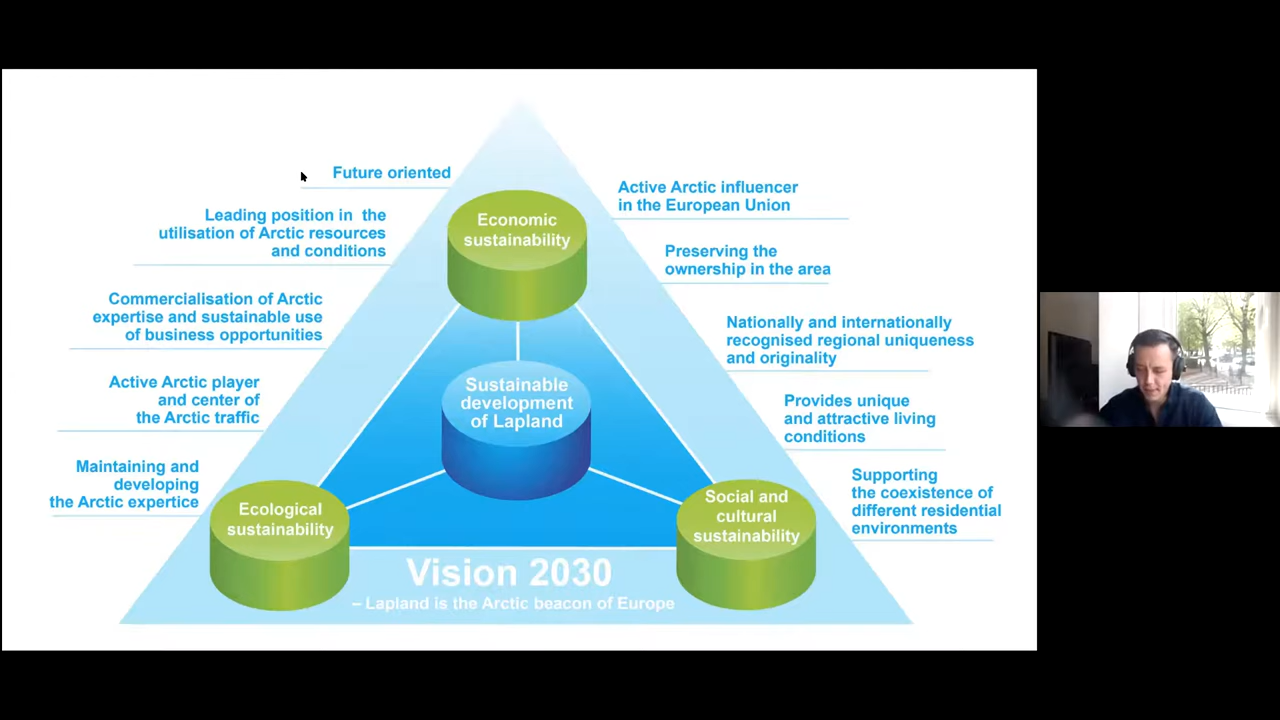 Future oriented
Leading position in the
utilisation of Arctic resources
and conditions
Commercialisation of Arctic
expertise and sustainable use
of business opportunities
Active Arctic player
and center of
the Arctic traffic
Maintaining and
developing
the Arctic expertice
Economic
sustainability
Sustainable
development
of Lapland
Ecological
sustainability
Social and
cultural
sustainability
Vision 2030
– Lapland is the Arctic beacon of Europe
Active Arctic influencer
in the European Union
Preserving the
ownership in the area
Nationally and internationally
recognised regional uniqueness
and originality
Provides unique
and attractive living
conditions
Supporting
the coexistence of
different residential
environments